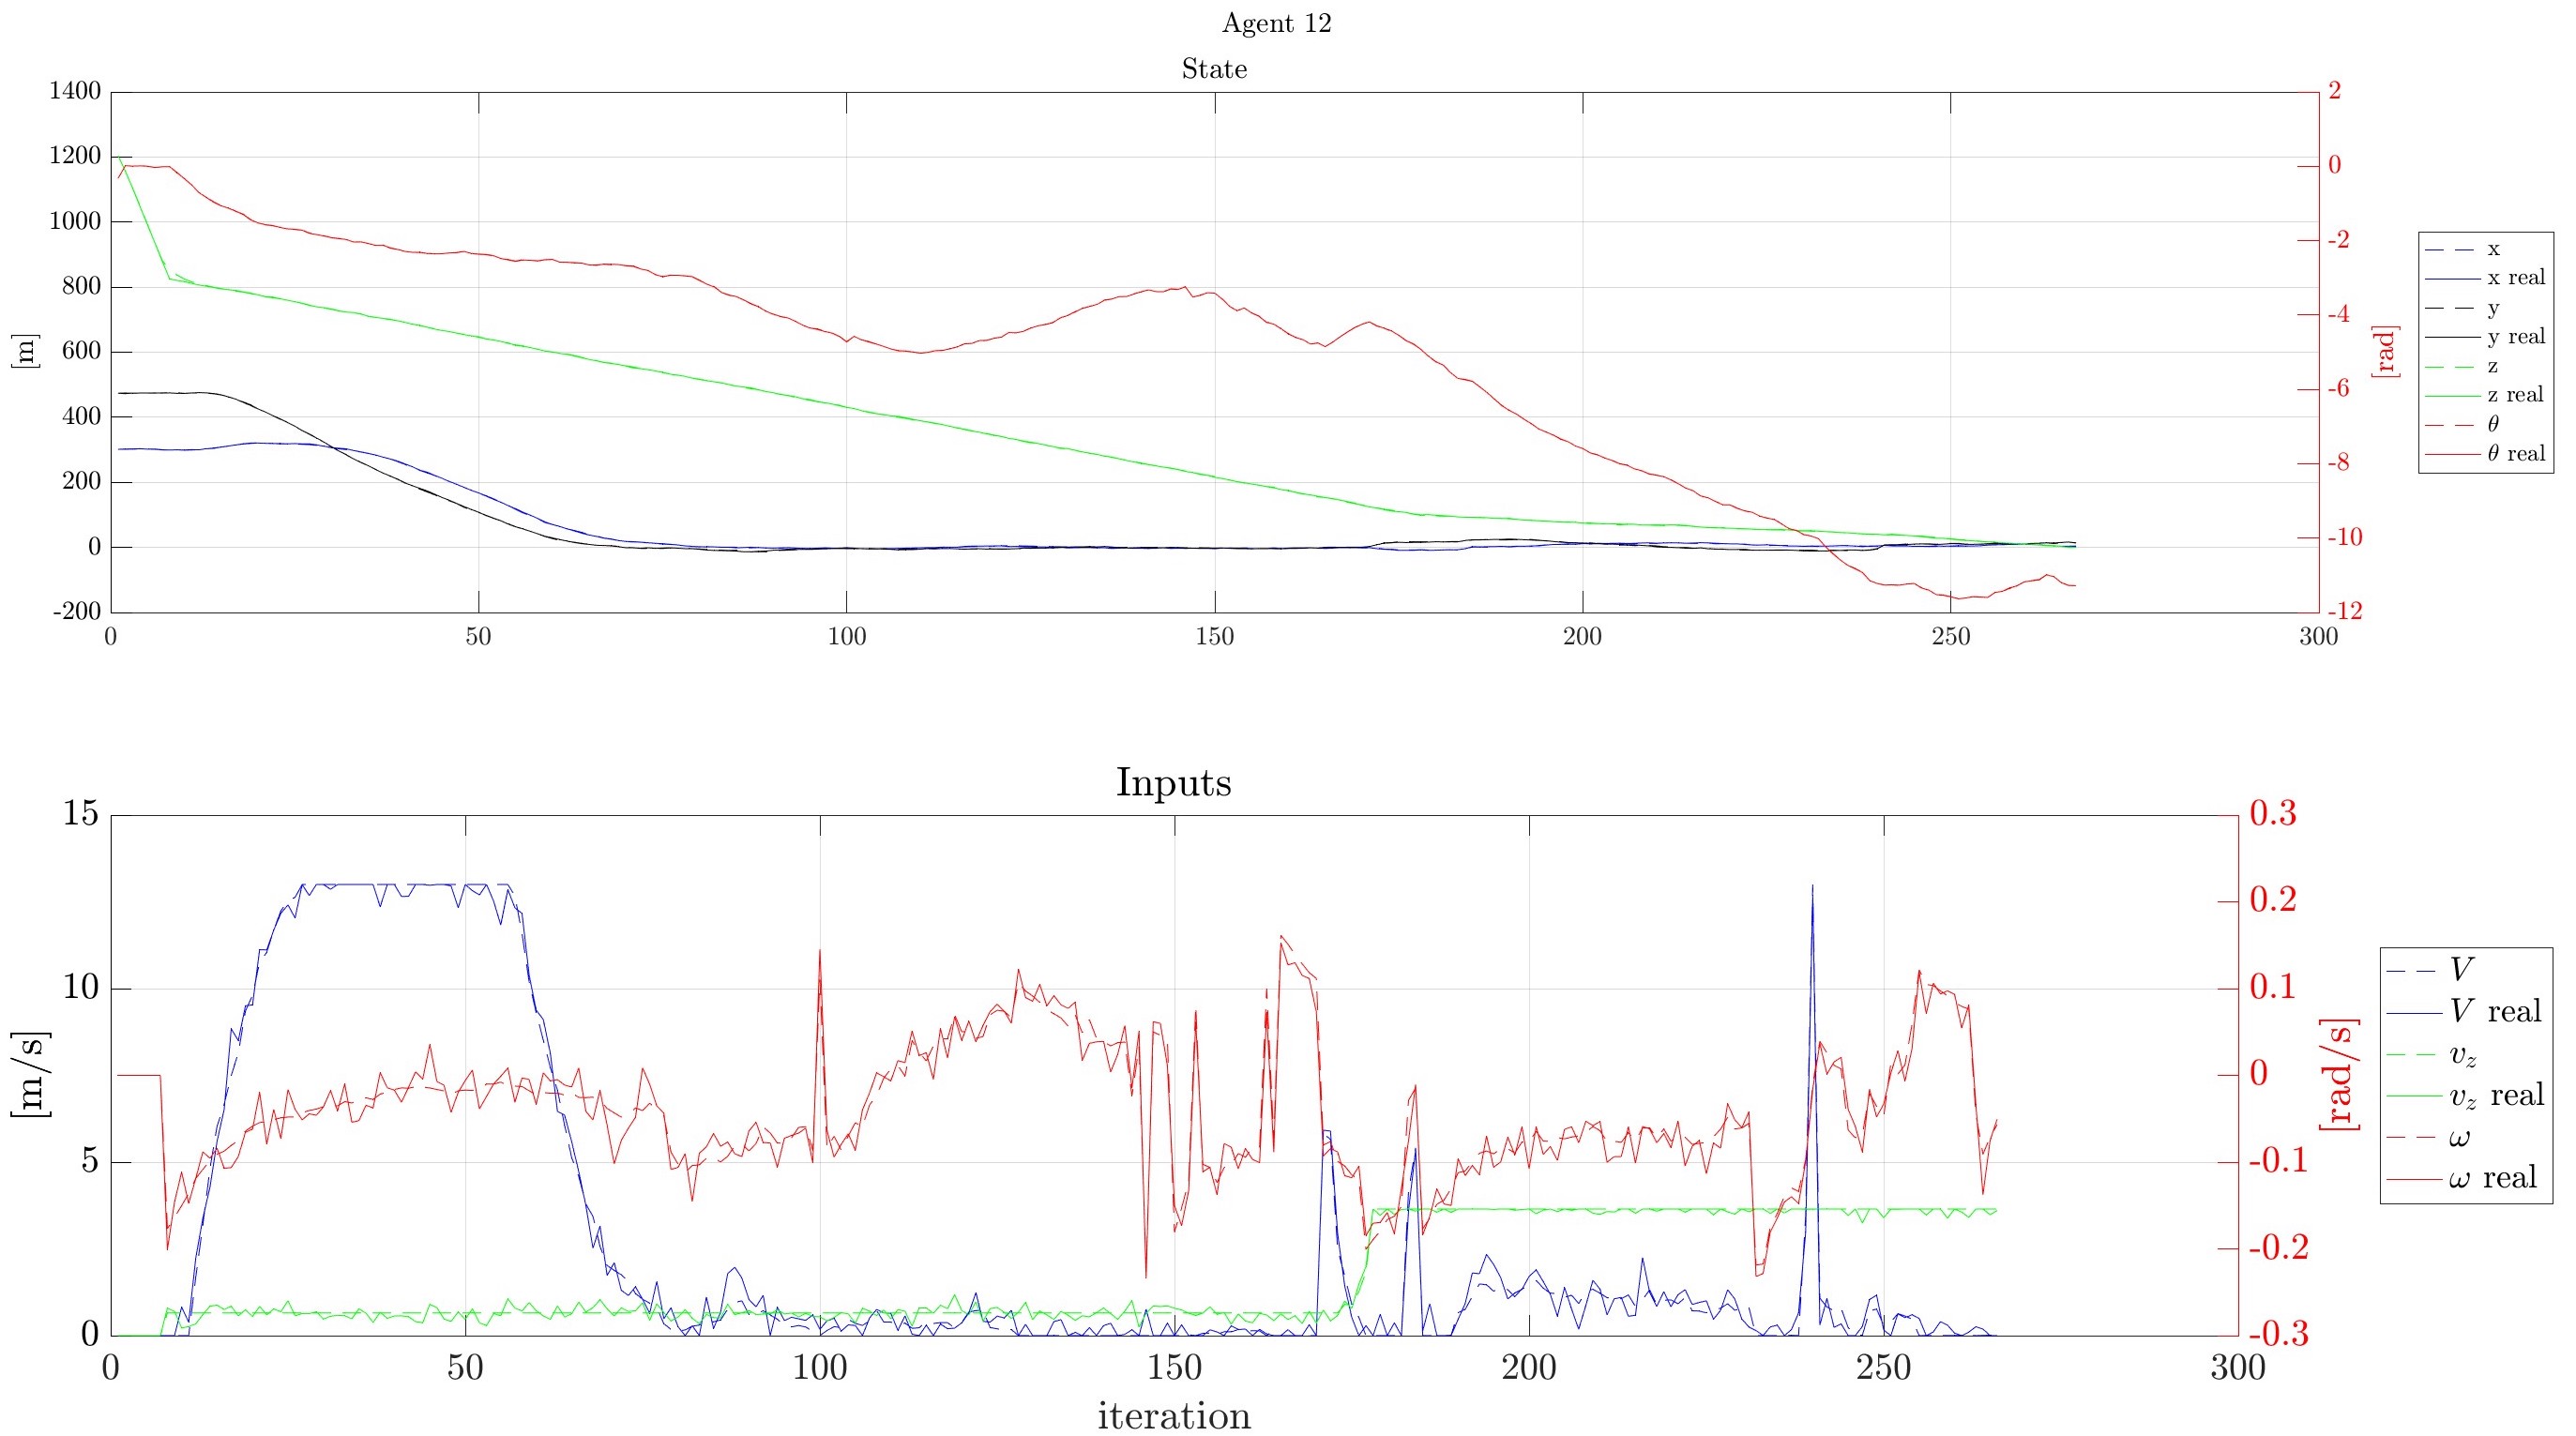 Agent 12
State
1400
1200
1000
800
600
400
200
0
-200
[m]
2
0
-2
-4
-6
-8
-10
-12
[rad]
0 50 100 150 200 250 300
x
x real
y
y real
z
z real
θ
θ real
Inputs
15
10
5
0
[m/s]
0.3
0.2
0.1
0
-0.1
-0.2
-0.3
[rad/s]
0 50 100 150 200 250 300
iteration
V
V real
v_z
v_z real
ω
ω real